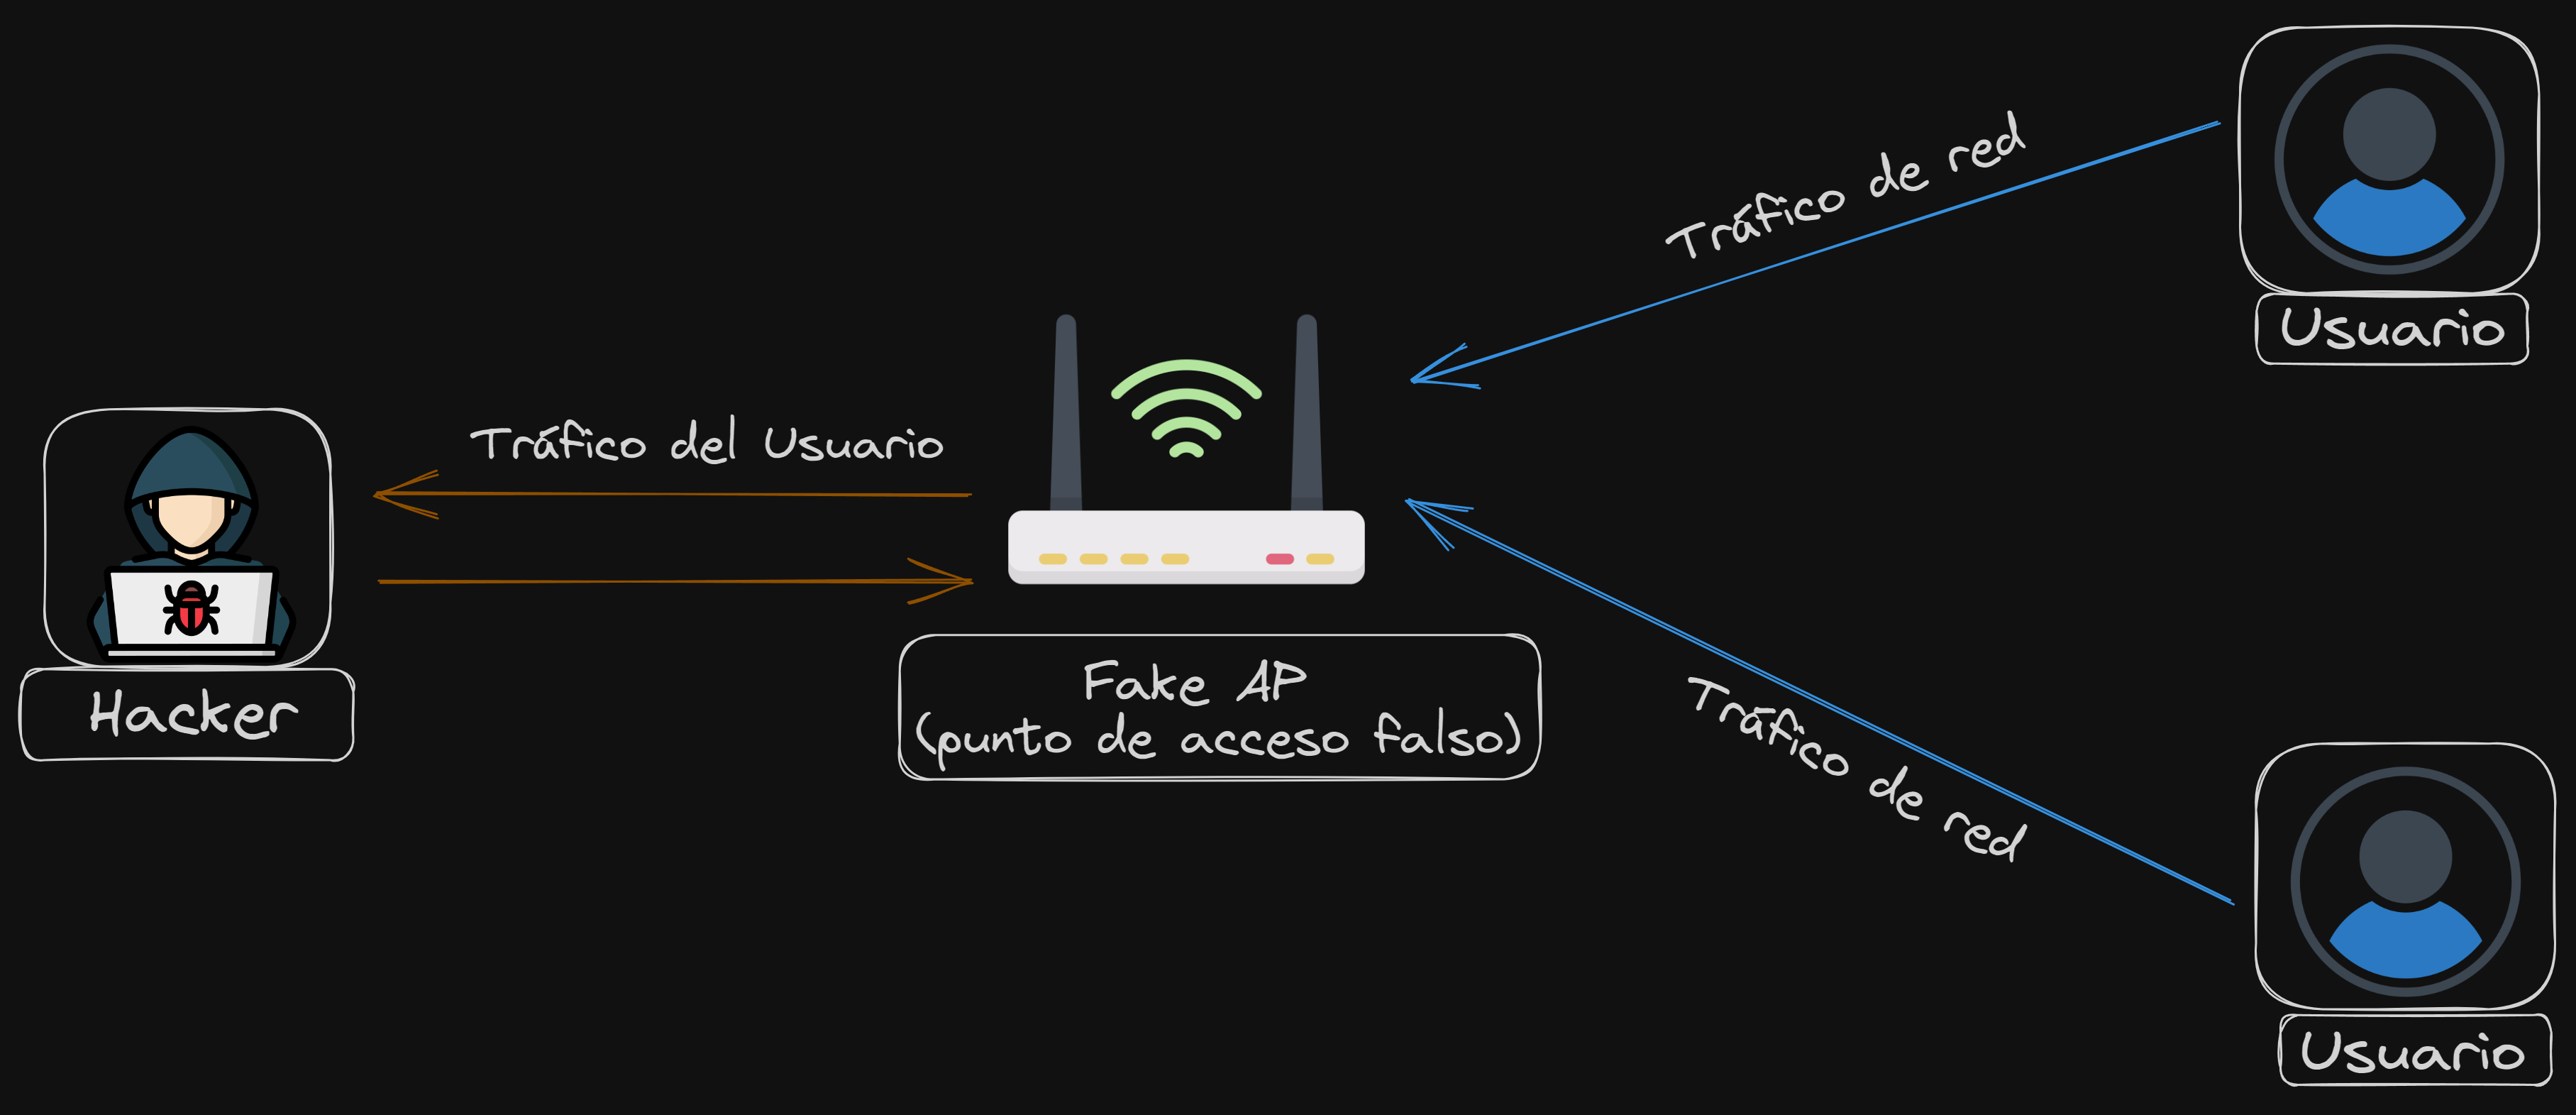 Tráfico de red
Usuario
Tráfico del Usuario
Hacker
Fake AP
(punto de acceso falso)
Tráfico de red
Usuario